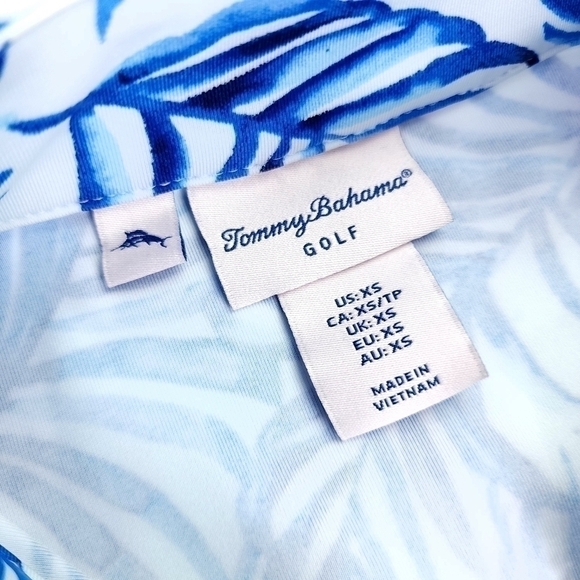 Tommy Bahama®
GOLF
US: XS
CA: XS/TP
UK: XS
EU: XS
AU: XS
MADE IN
VIETNAM